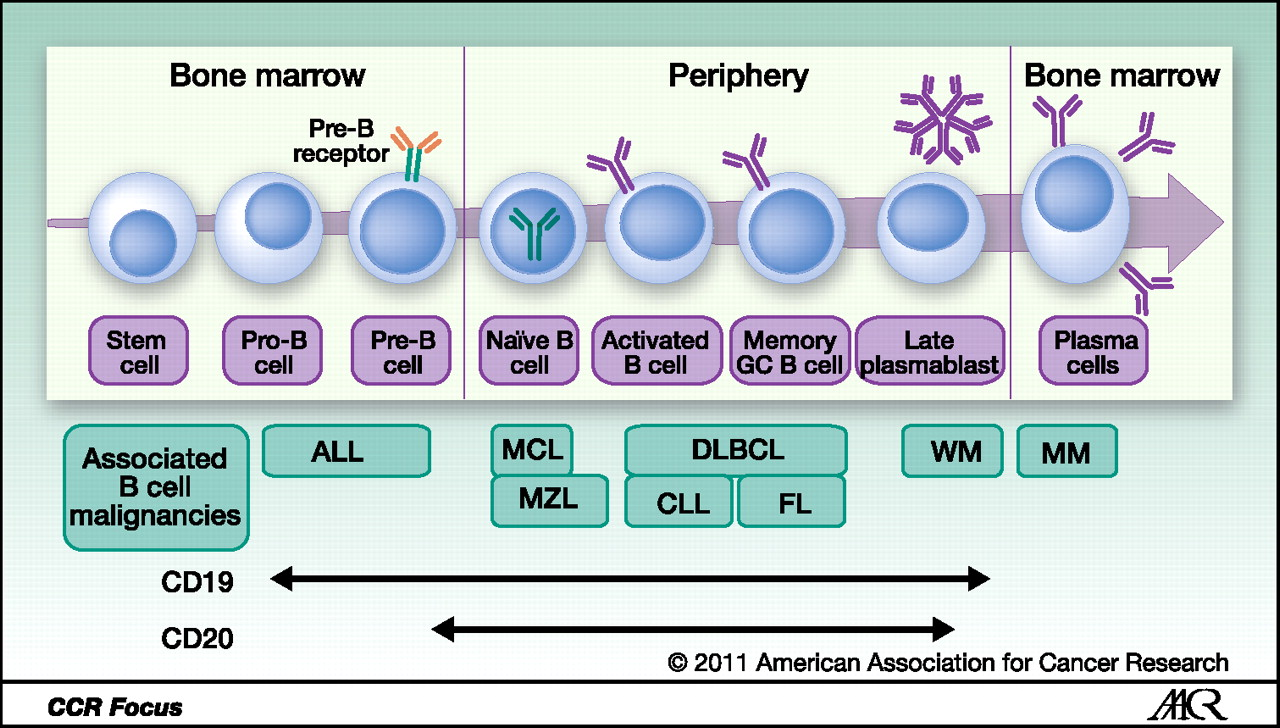 Bone marrow
Periphery
Bone marrow
Pre-B
receptor
Stem
cell
Pro-B
cell
Pre-B
cell
Naïve B
cell
Activated
B cell
Memory
GC B cell
Late
plasmablast
Plasma
cells
Associated
B cell
malignancies
ALL
MCL
MZL
DLBCL
CLL
FL
WM
MM
CD19
CD20
© 2011 American Association for Cancer Research
CCR Focus
AACR